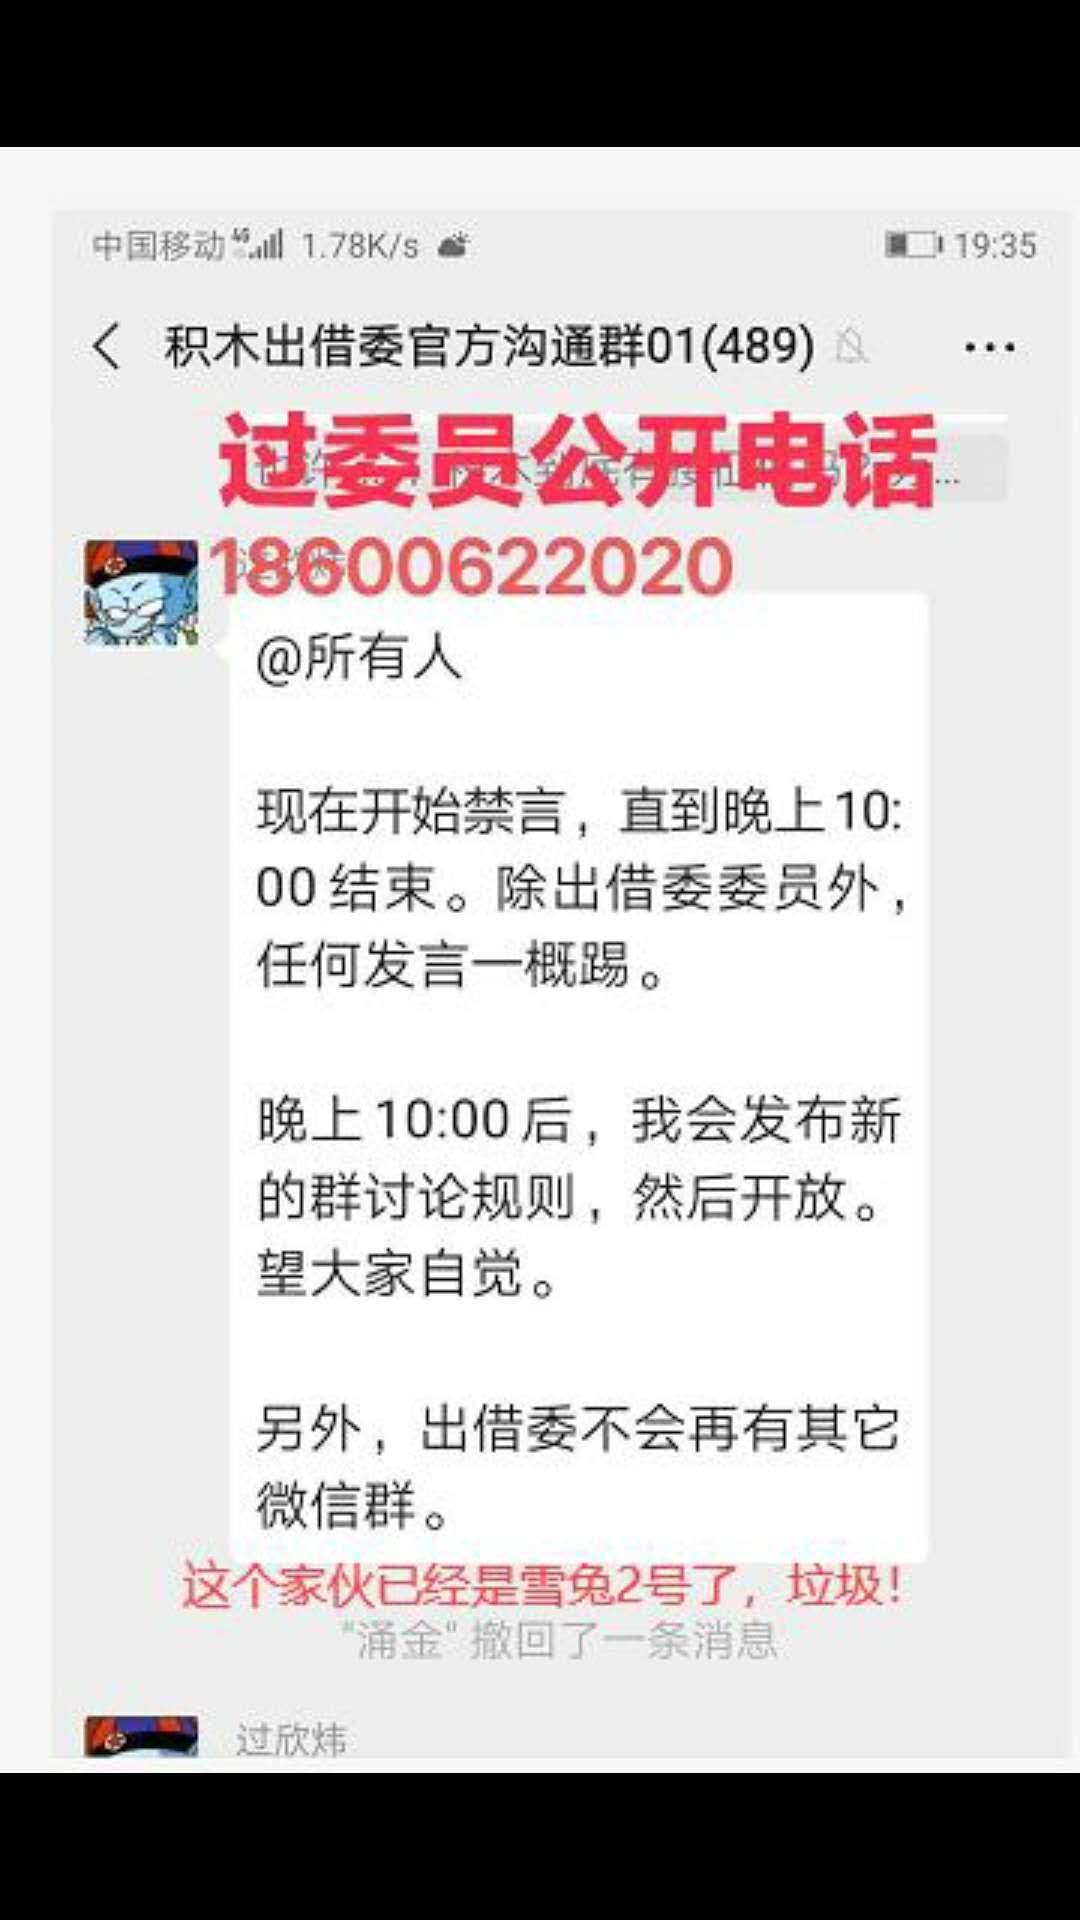 中国移动 4G 1.78K/s 19:35
积木出借委官方沟通群01(489)
过委员公开电话
18600622020
@所有人
现在开始禁言，直到晚上10:
00结束。除出借委委员外，
任何发言一概踢。
晚上10:00后，我会发布新
的群讨论规则，然后开放。
望大家自觉。
另外，出借委不会再有其它
微信群。
这个家伙已经是雪兔2号了，垃圾！
"涌金"撤回了一条消息
过欣炜